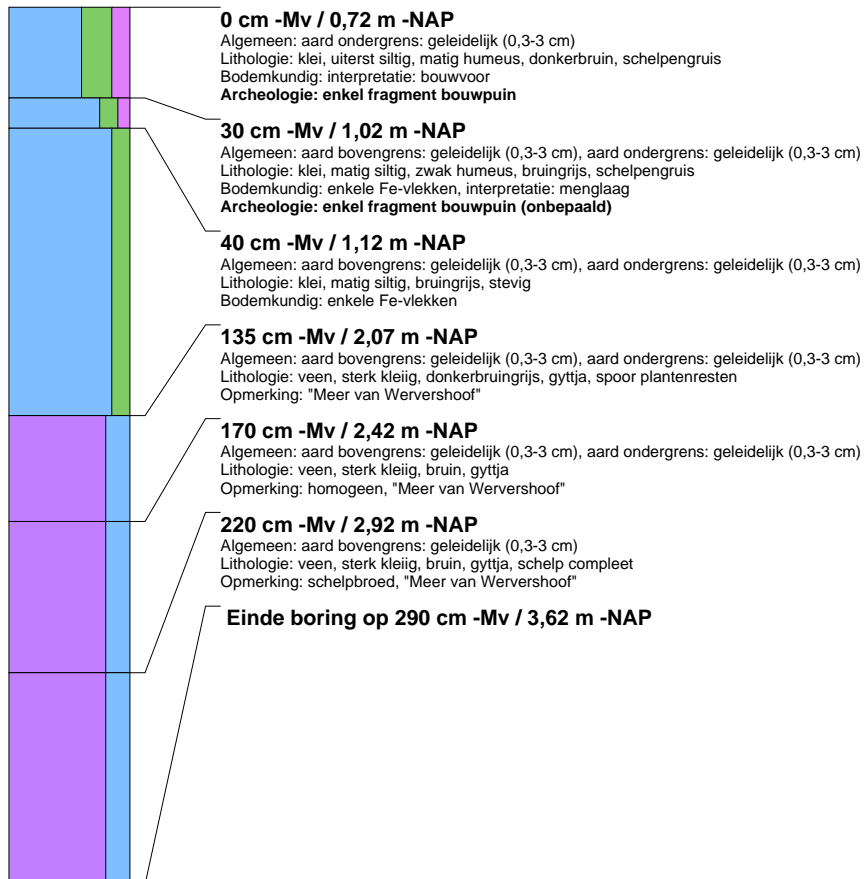 0 cm -Mv / 0,72 m -NAP
Algemeen: aard ondergrens: geleidelijk (0,3-3 cm)
Lithologie: klei, uiterst siltig, matig humeus, donkerbruin, schelpengruis
Bodemkundig: interpretatie: bouwvoor
Archeologie: enkel fragment bouwpuin
30 cm -Mv / 1,02 m -NAP
Algemeen: aard bovengrens: geleidelijk (0,3-3 cm), aard ondergrens: geleidelijk (0,3-3 cm)
Lithologie: klei, matig siltig, zwak humeus, bruingrijs, schelpengruis
Bodemkundig: enkele Fe-vlekken, interpretatie: menglaag
Archeologie: enkel fragment bouwpuin (onbepaald)
40 cm -Mv / 1,12 m -NAP
Algemeen: aard bovengrens: geleidelijk (0,3-3 cm), aard ondergrens: geleidelijk (0,3-3 cm)
Lithologie: klei, matig siltig, bruingrijs, stevig
Bodemkundig: enkele Fe-vlekken
135 cm -Mv / 2,07 m -NAP
Algemeen: aard bovengrens: geleidelijk (0,3-3 cm), aard ondergrens: geleidelijk (0,3-3 cm)
Lithologie: veen, sterk kleiig, donkerbruingrijs, gyttja, spoor plantenresten
Opmerking: "Meer van Wervershoof"
170 cm -Mv / 2,42 m -NAP
Algemeen: aard bovengrens: geleidelijk (0,3-3 cm), aard ondergrens: geleidelijk (0,3-3 cm)
Lithologie: veen, sterk kleiig, bruin, gyttja
Opmerking: homogeen, "Meer van Wervershoof"
220 cm -Mv / 2,92 m -NAP
Algemeen: aard bovengrens: geleidelijk (0,3-3 cm)
Lithologie: veen, sterk kleiig, bruin, gyttja, schelp compleet
Opmerking: schelpbroed, "Meer van Wervershoof"
Einde boring op 290 cm -Mv / 3,62 m -NAP